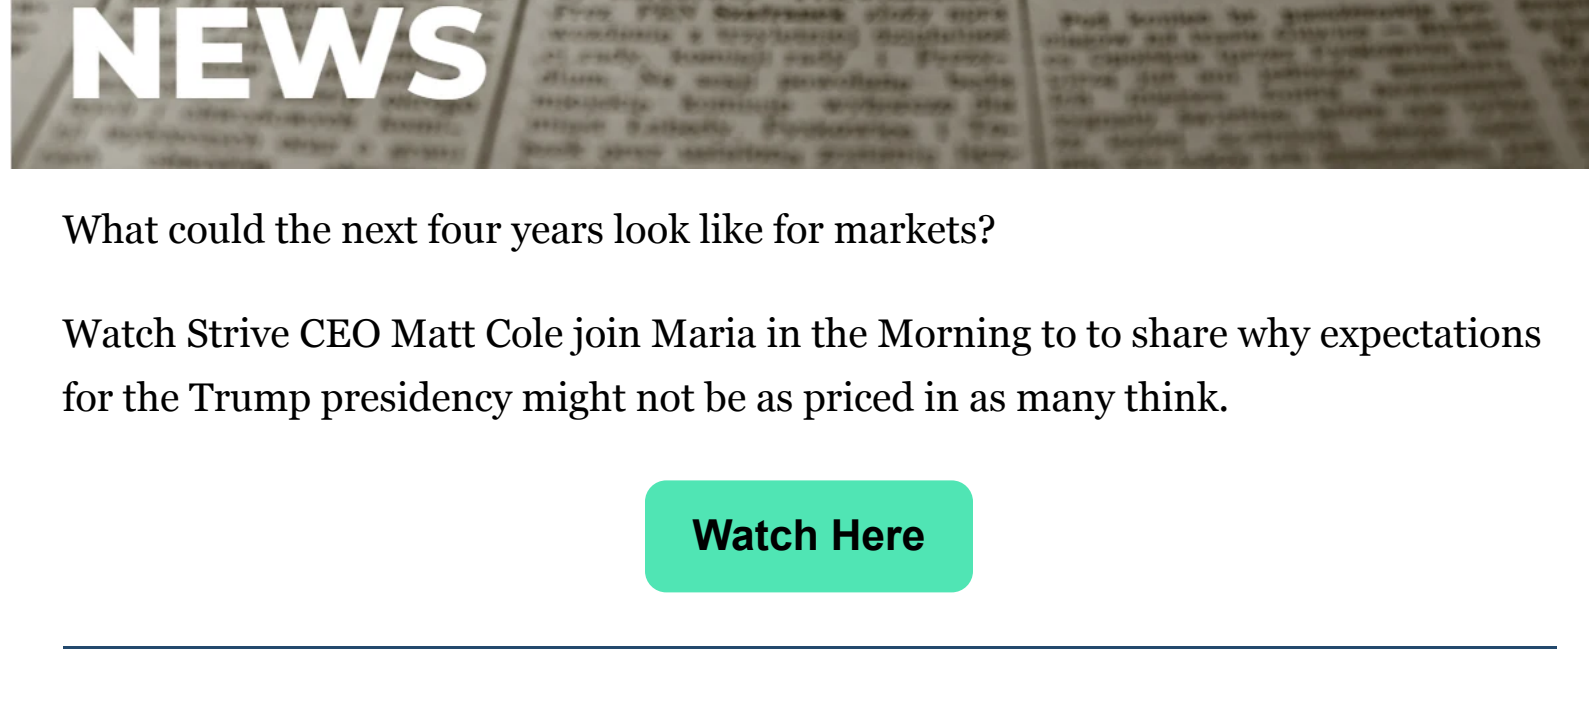 NEWS
What could the next four years look like for markets?
Watch Strive CEO Matt Cole join Maria in the Morning to to share why expectations
for the Trump presidency might not be as priced in as many think.
Watch Here